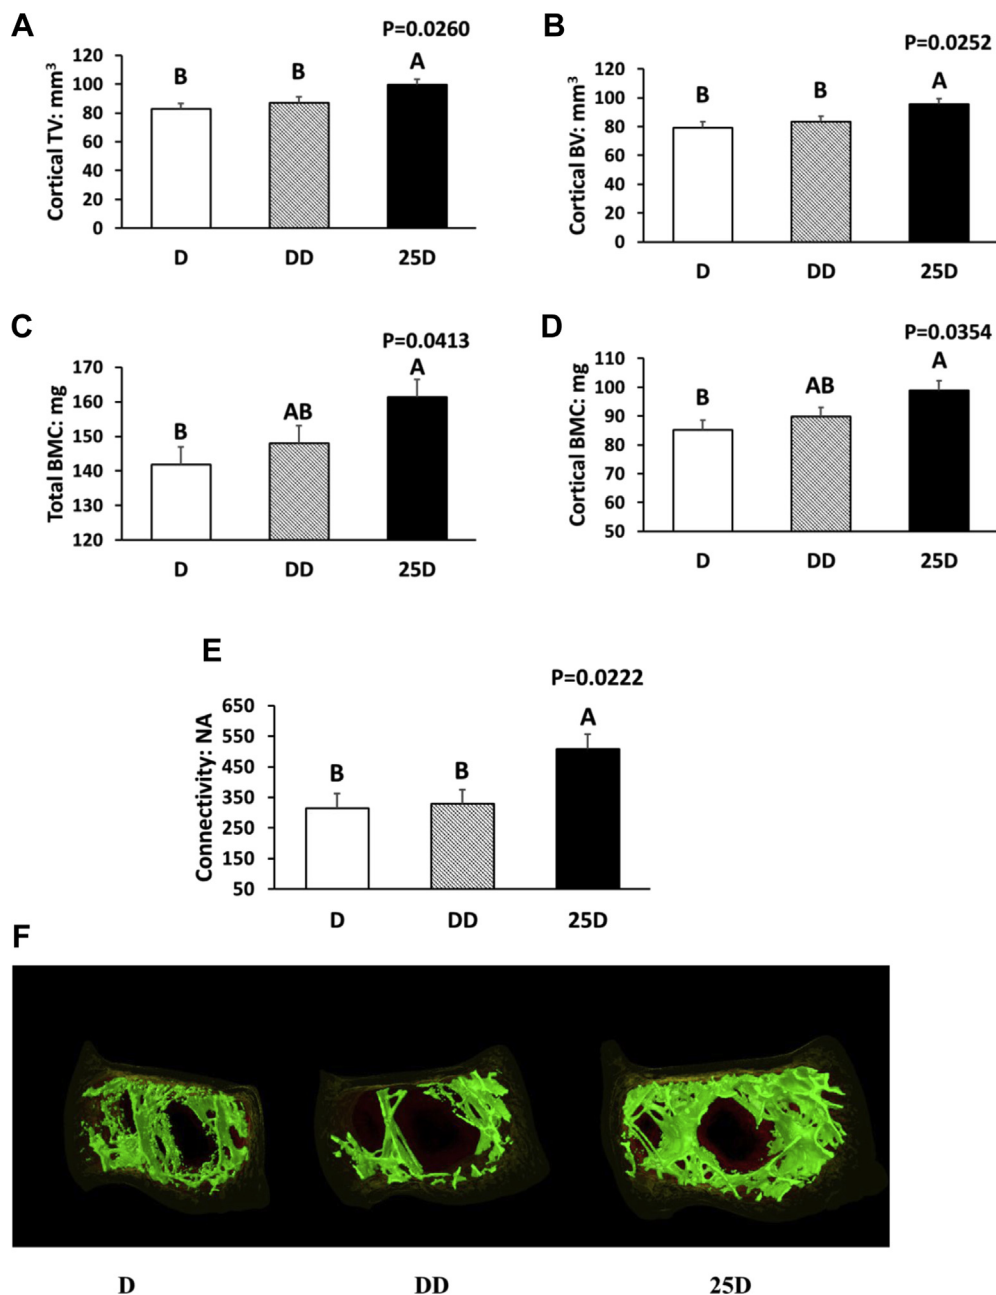 A
P=0.0260
Cortical TV: mm³
120
100
80
60
40
20
0
B
B
A
D
DD
25D
B
P=0.0252
Cortical BV: mm³
120
100
80
60
40
20
0
B
B
A
D
DD
25D
C
P=0.0413
Total BMC: mg
170
160
150
140
130
120
B
AB
A
D
DD
25D
D
P=0.0354
Cortical BMC: mg
110
100
90
80
70
60
50
B
AB
A
D
DD
25D
E
P=0.0222
Connectivity: NA
650
550
450
350
250
150
50
B
B
A
D
DD
25D
F
D
DD
25D